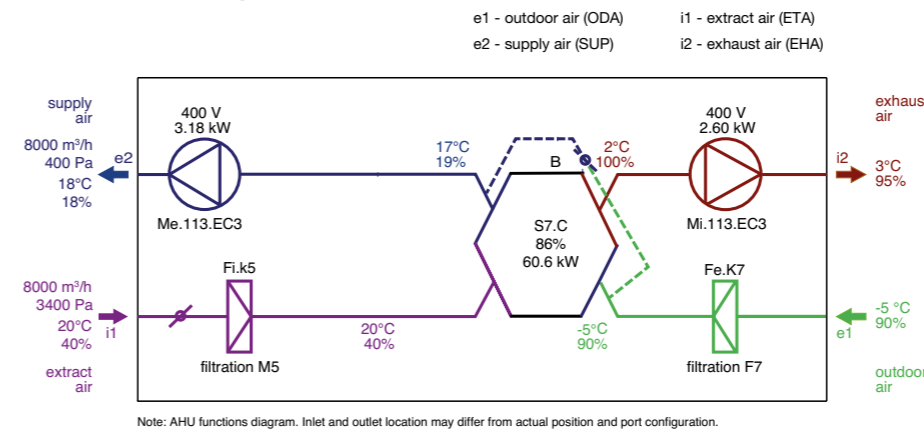 e1 - outdoor air (ODA)
i1 - extract air (ETA)
e2 - supply air (SUP)
i2 - exhaust air (EHA)
supply
air
8000 m³/h
400 Pa
e2
18°C
18%
400 V
3.18 kW
Me.113.EC3
17°C
19%
B
2°C
100%
400 V
2.60 kW
Mi.113.EC3
exhaus
air
i2
3°C
95%
S7.C
86%
60.6 kW
8000 m³/h
3400 Pa
20°C
40%
i1
extract
air
Fi.k5
filtration M5
20°C
40%
-5°C
90%
Fe.K7
filtration F7
-5 °C
90%
e1
outdoor
air
Note: AHU functions diagram. Inlet and outlet location may differ from actual position and port configuration.